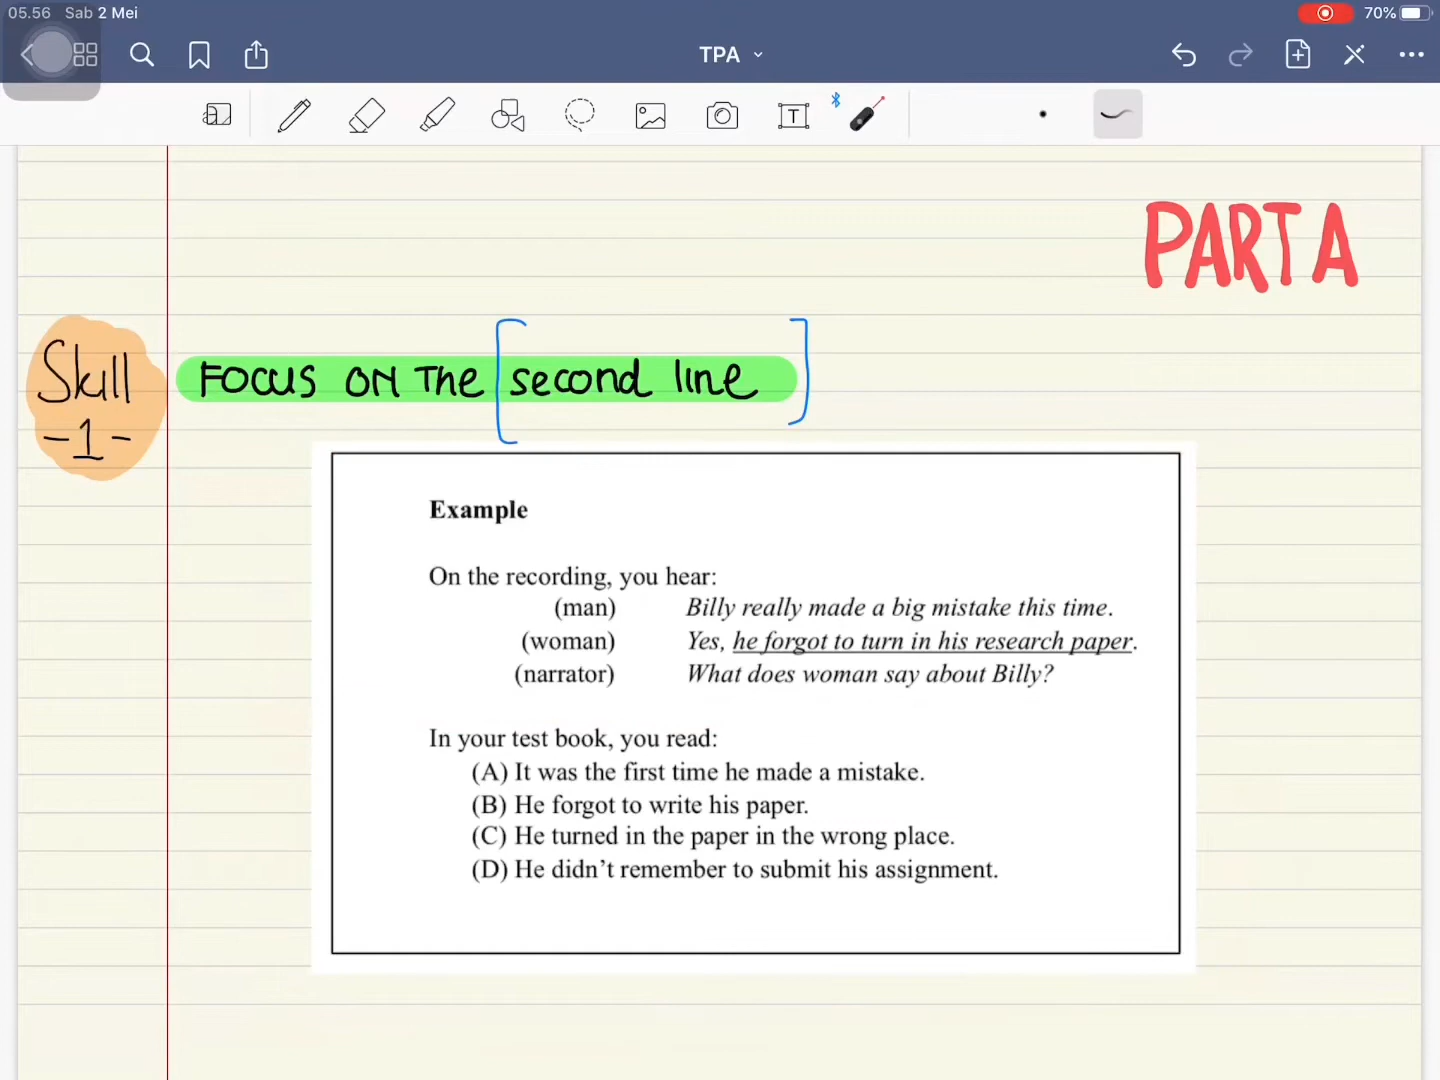 05.56 Sab 2 Mei
70%
TPA
T
PART A
Skill
-1-
FOCUS ON THE second line
Example
On the recording, you hear:
(man) Billy really made a big mistake this time.
(woman) Yes, he forgot to turn in his research paper.
(narrator) What does woman say about Billy?
In your test book, you read:
(A) It was the first time he made a mistake.
(B) He forgot to write his paper.
(C) He turned in the paper in the wrong place.
(D) He didn't remember to submit his assignment.